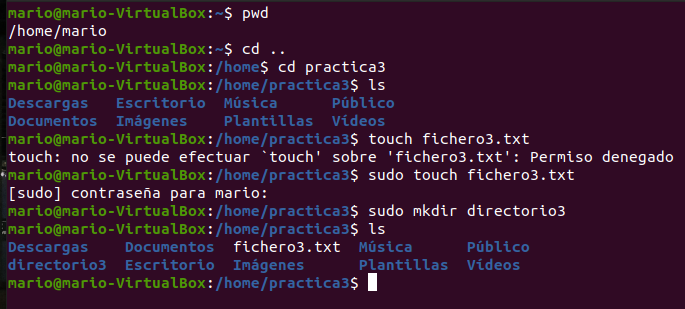 mario@mario-VirtualBox:~$ pwd
/home/mario
mario@mario-VirtualBox:~$ cd ..
mario@mario-VirtualBox:/home$ cd practica3
mario@mario-VirtualBox:/home/practica3$ ls
Descargas   Escritorio  Música      Público
Documentos  Imágenes    Plantillas  Vídeos
mario@mario-VirtualBox:/home/practica3$ touch fichero3.txt
touch: no se puede efectuar `touch' sobre 'fichero3.txt': Permiso denegado
mario@mario-VirtualBox:/home/practica3$ sudo touch fichero3.txt
[sudo] contraseña para mario:
mario@mario-VirtualBox:/home/practica3$ sudo mkdir directorio3
mario@mario-VirtualBox:/home/practica3$ ls
Descargas    Documentos  fichero3.txt  Música      Público
directorio3  Escritorio  Imágenes      Plantillas  Vídeos
mario@mario-VirtualBox:/home/practica3$